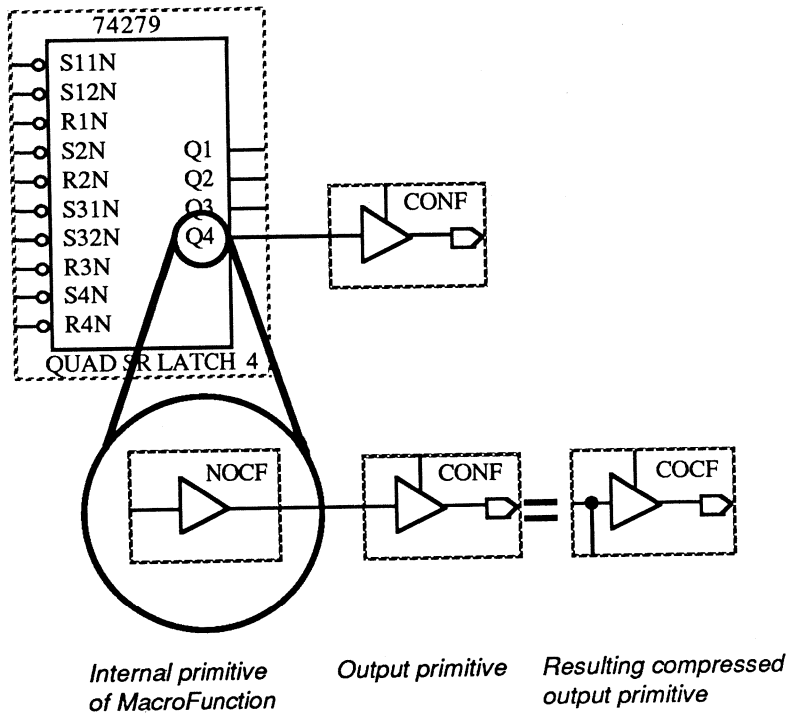 74279
S11N
S12N
R1N
S2N Q1
R2N Q2
S31N Q3
S32N Q4
R3N
S4N
R4N
QUAD SR LATCH 4
CONF
NOCF
CONF
COCF
Internal primitive
of MacroFunction
Output primitive
Resulting compressed
output primitive